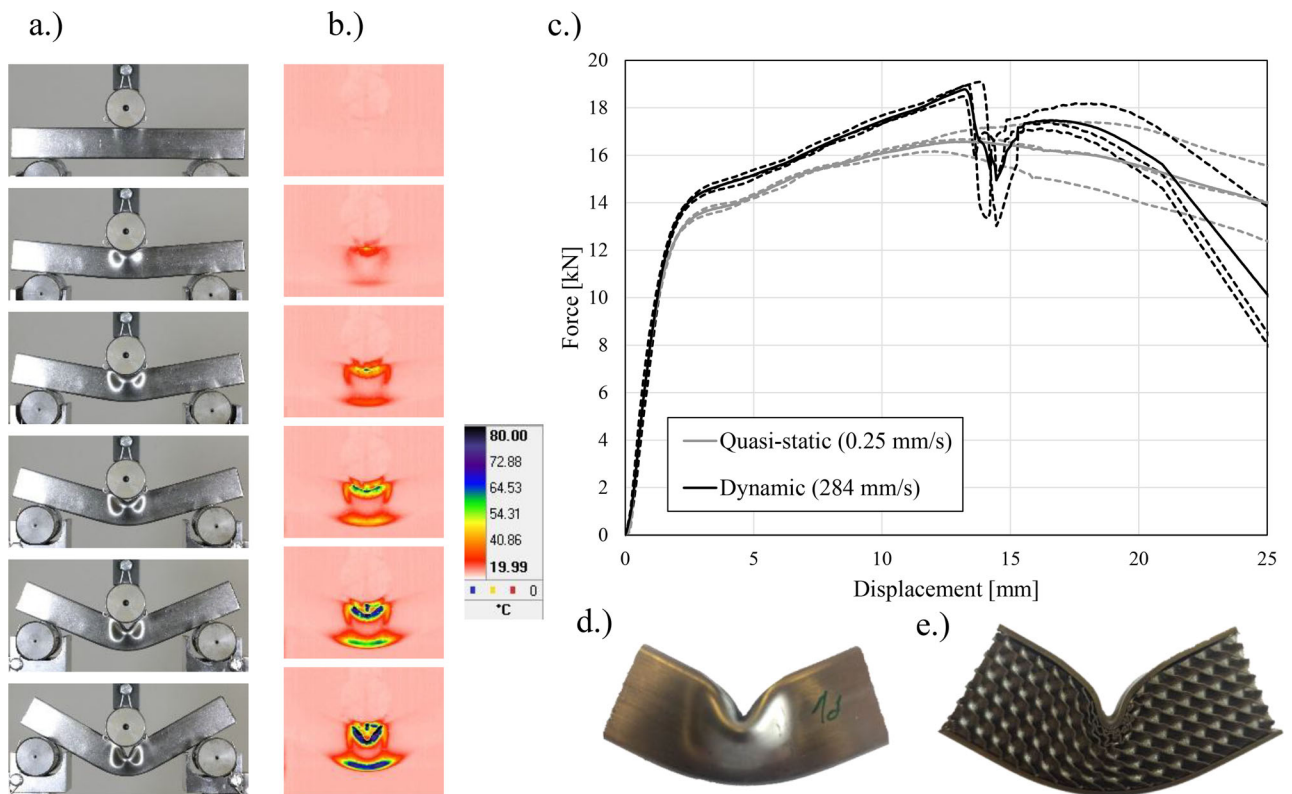 a.)
b.)
c.)
20
18
16
14
12
10
8
6
4
2
0
Force [kN]
0 5 10 15 20 25
Displacement [mm]
Quasi-static (0.25 mm/s)
Dynamic (284 mm/s)
80.00
72.88
64.53
54.31
40.86
19.99
0
°C
d.)
1d
e.)